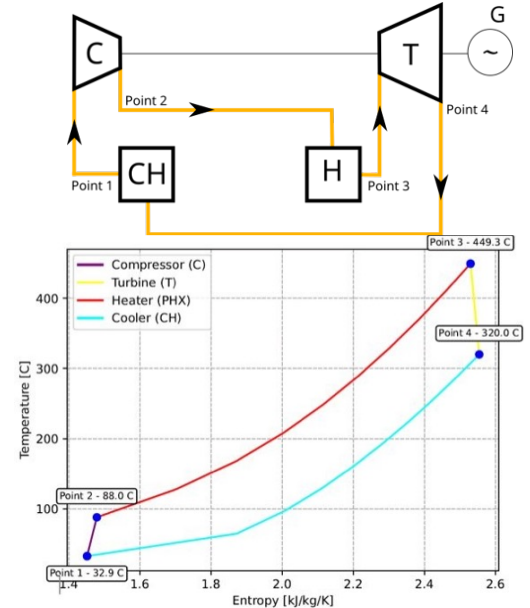 G
C
T
~
Point 2
Point 4
CH
H
Point 1
Point 3
Point 3 - 449.3 C
Compressor (C)
Turbine (T)
Heater (PHX)
Cooler (CH)
400
Point 4 - 320.0 C
300
Temperature [C]
200
Point 2 - 88.0 C
100
Point 1 - 32.9 C
1.4 1.6 1.8 2.0 2.2 2.4 2.6
Entropy [kJ/kg/K]